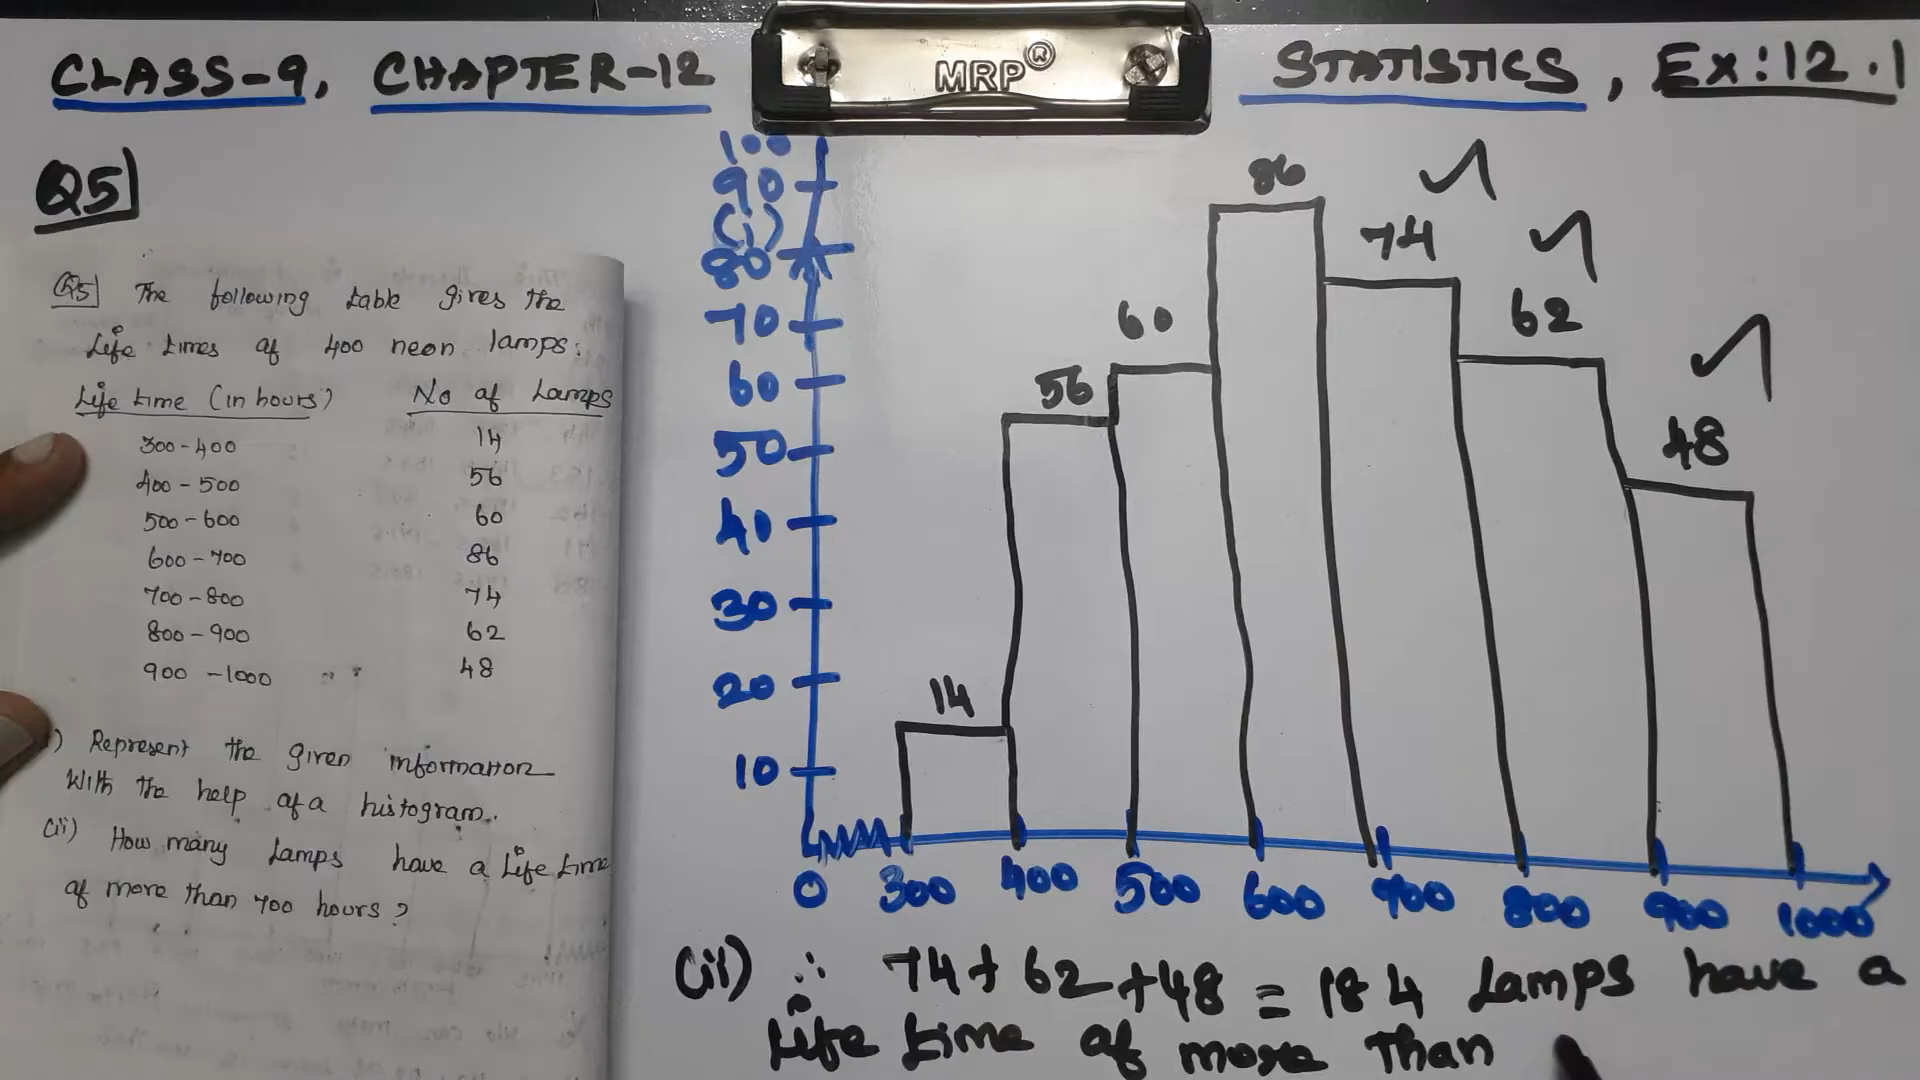 CLASS-9, CHAPTER-12
MRP®
STATISTICS, Ex:12.1
Q5]
Q5] The following table gives the
Life times of 400 neon lamps:
Life time (in hours) No of Lamps
300-400 14
400-500 56
500-600 60
600-700 86
700-800 74
800-900 62
900-1000 48
i) Represent the given information
With the help of a histogram.
(ii) How many Lamps have a Life time
of more than 700 hours?
100
90
(i)
80
70
60
50
40
30
20
10
14
56
60
86
74
62
48
0 300 400 500 600 700 800 900 1000
(ii) ∴ 74+62+48 = 184 Lamps have a
Life time of more Than